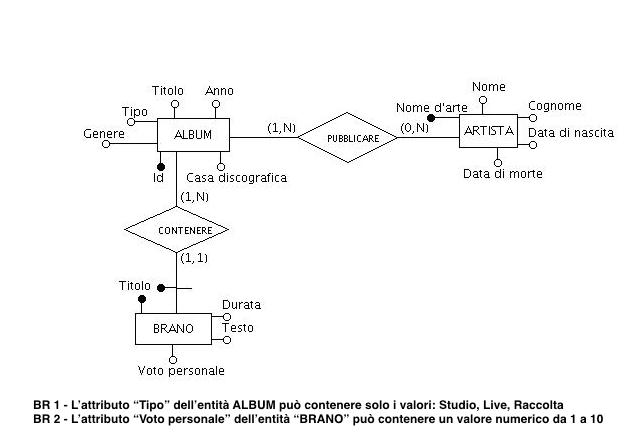 Titolo Anno
Tipo
Genere
ALBUM
Id
Casa discografica
(1,N)
PUBBLICARE
(0,N)
Nome
Nome d'arte
Cognome
ARTISTA
Data di nascita
Data di morte
(1,N)
CONTENERE
(1,1)
Titolo
Durata
BRANO
Testo
Voto personale
BR 1 - L'attributo “Tipo” dell'entità ALBUM può contenere solo i valori: Studio, Live, Raccolta
BR 2 - L'attributo “Voto personale” dell'entità “BRANO” può contenere un valore numerico da 1 a 10